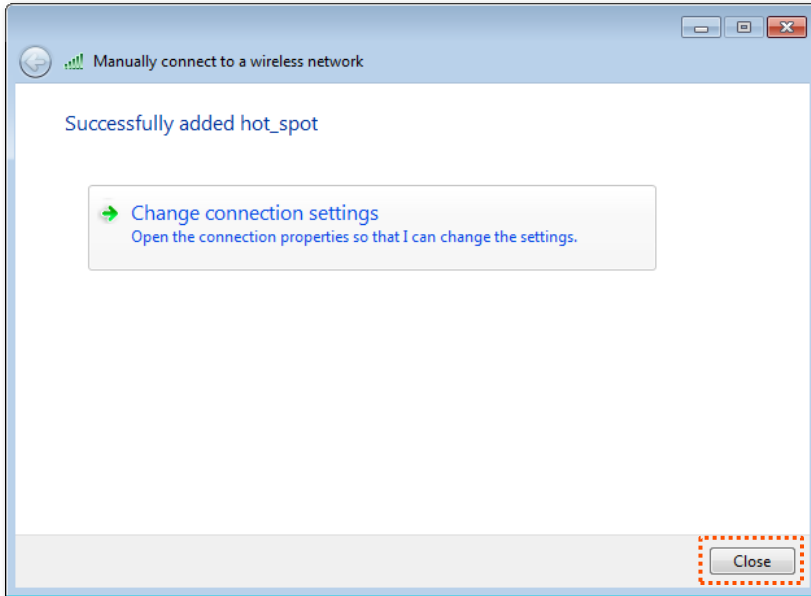 Manually connect to a wireless network
Successfully added hot_spot
Change connection settings
Open the connection properties so that I can change the settings.
Close